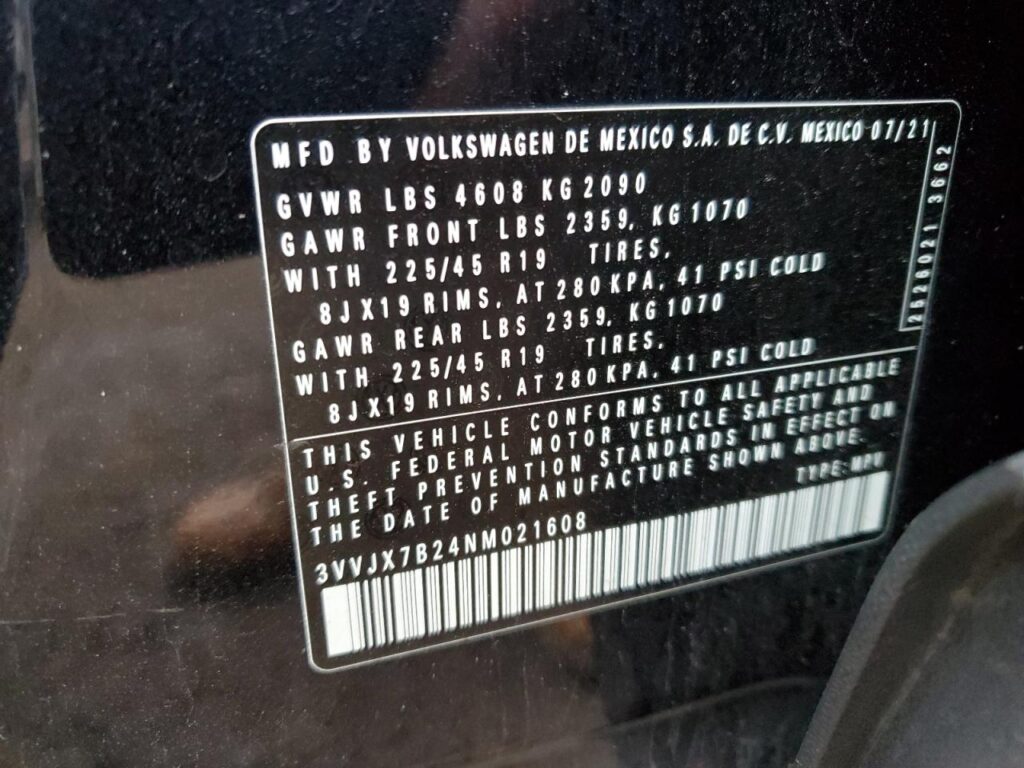 MFD BY VOLKSWAGEN DE MEXICO S.A. DE C.V. MEXICO 07/21
GVWR LBS 4608 KG 2090
GAWR FRONT LBS 2359, KG 1070
WITH 225/45 R19 TIRES,
8JX19 RIMS, AT 280 KPA, 41 PSI COLD
GAWR REAR LBS 2359, KG 1070
WITH 225/45 R19 TIRES,
8JX19 RIMS, AT 280 KPA, 41 PSI COLD
2528021 3662
THIS VEHICLE CONFORMS TO ALL APPLICABLE
U.S. FEDERAL MOTOR VEHICLE SAFETY AND
THEFT PREVENTION STANDARDS IN EFFECT ON
THE DATE OF MANUFACTURE SHOWN ABOVE.
TYPE: MPV
3VVJX7B24NM021608